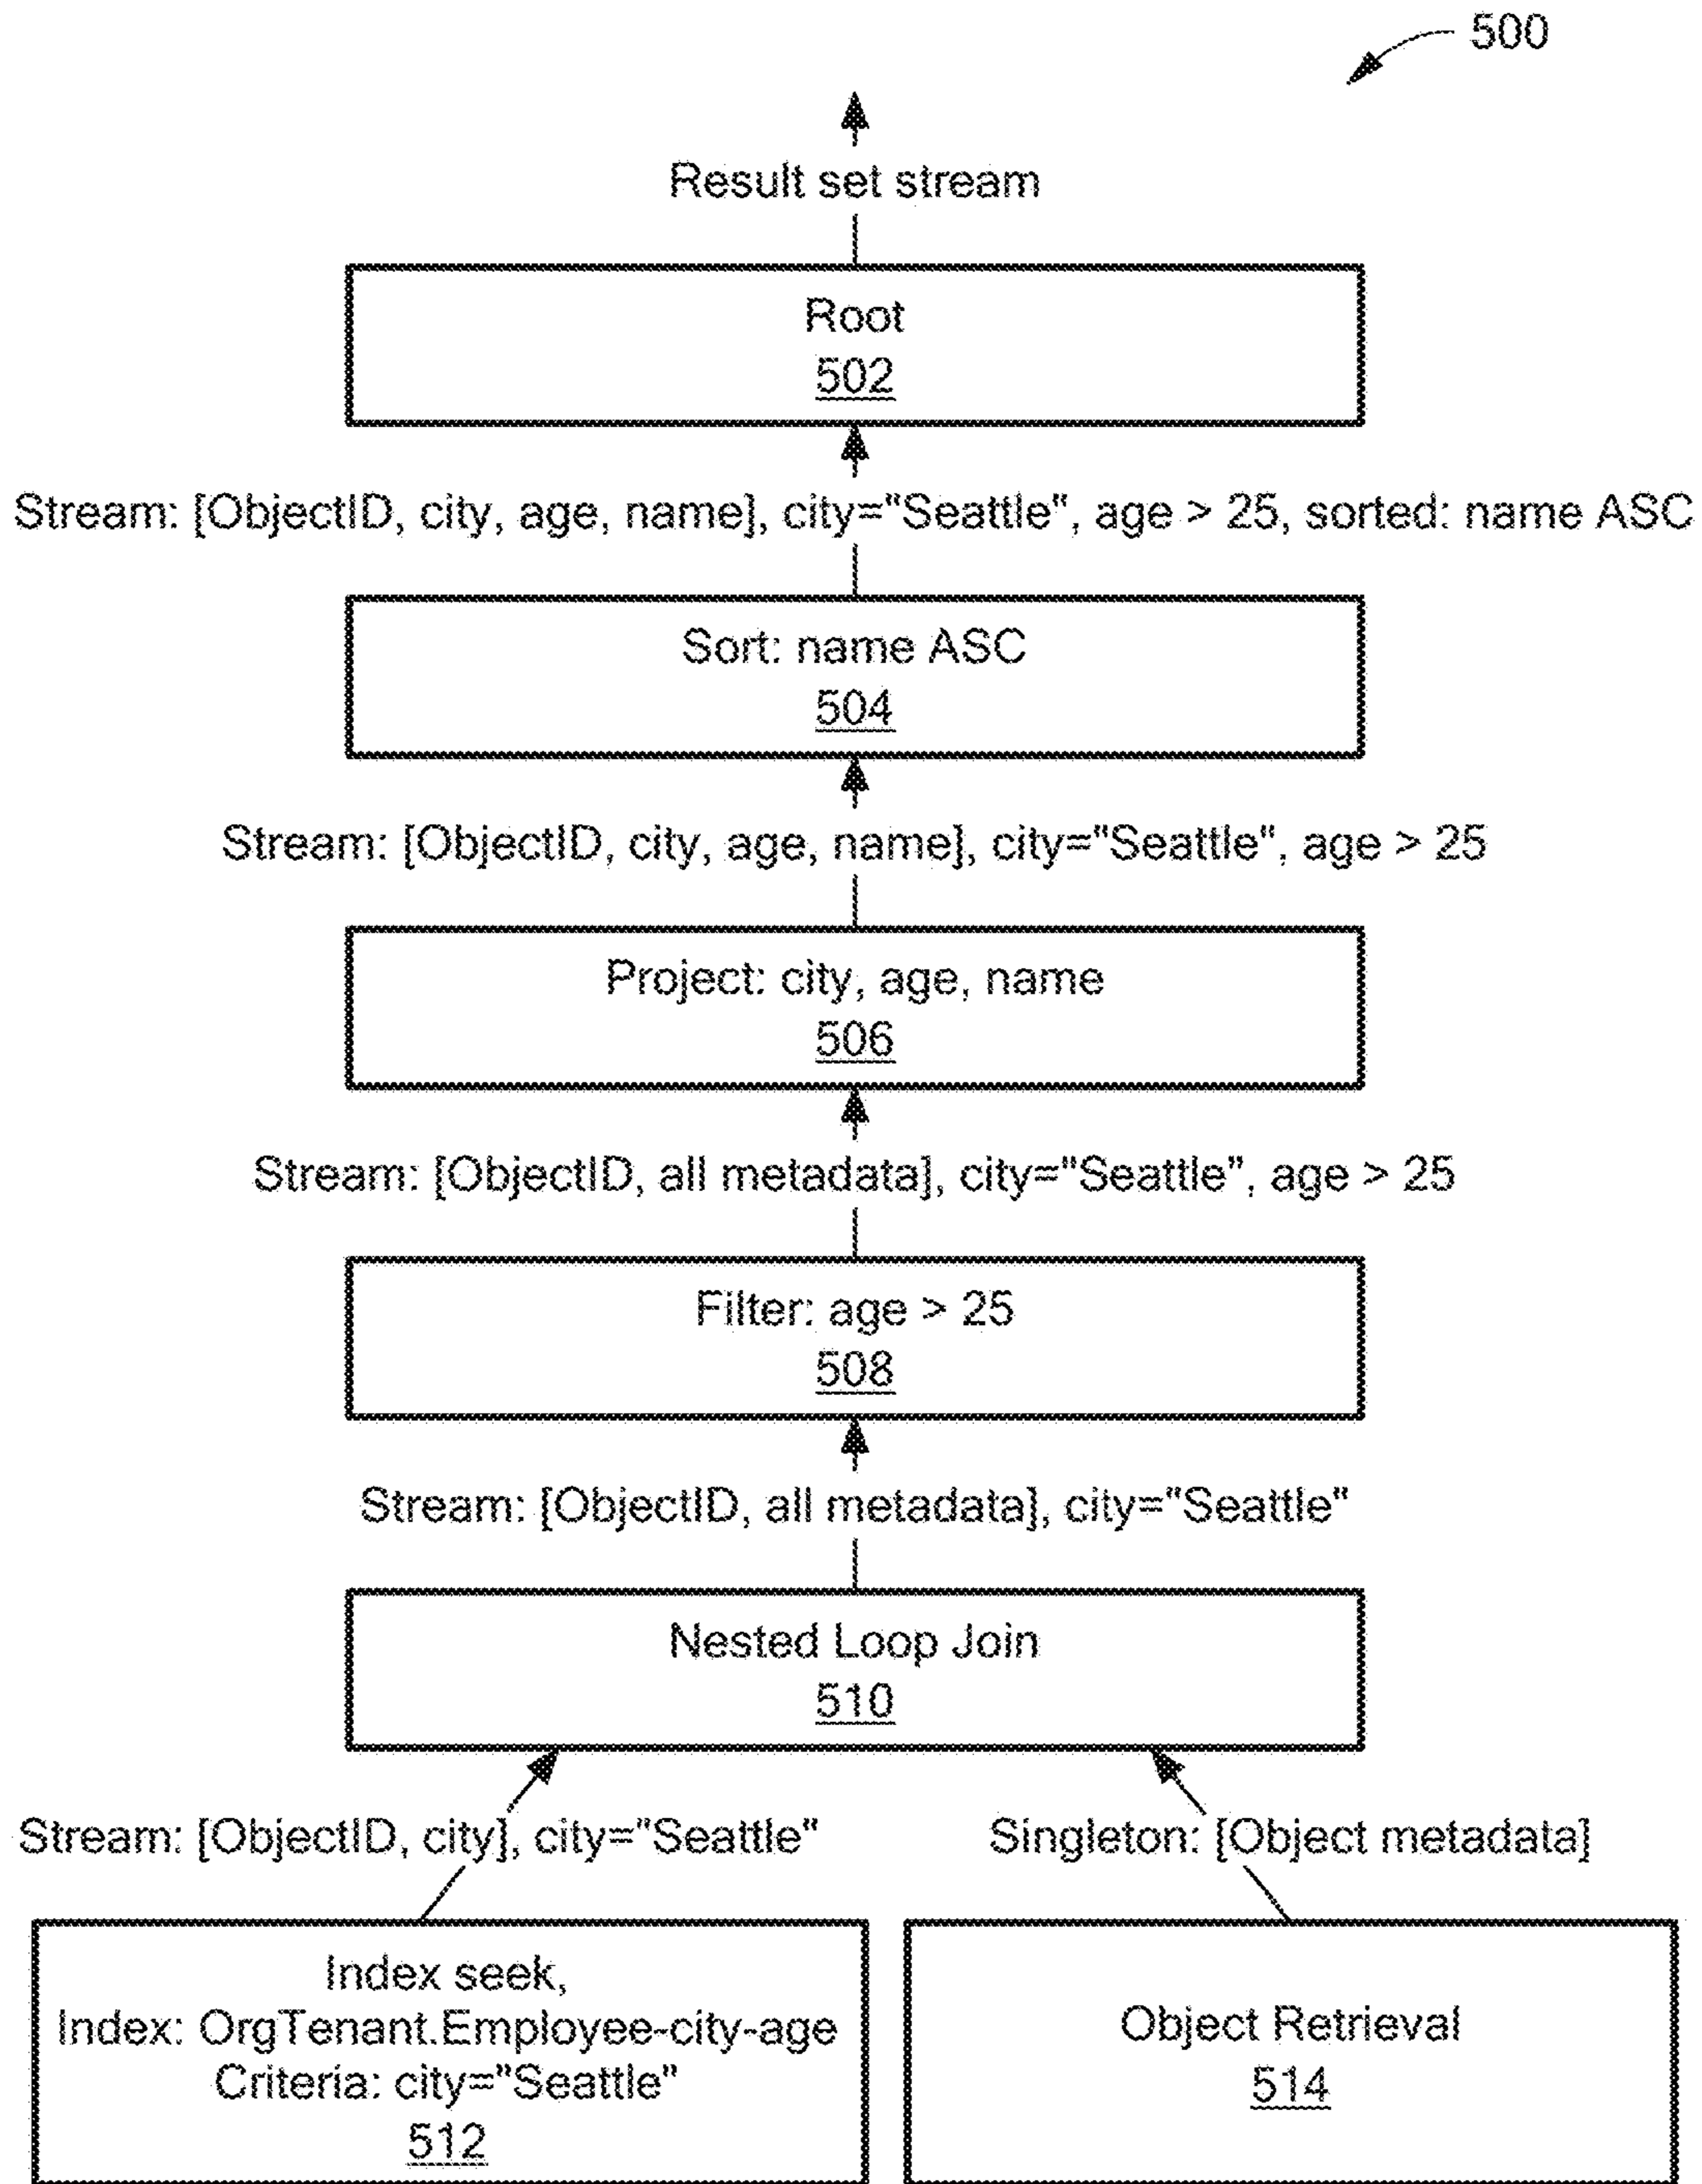 500
Result set stream
Root
502
Stream: [ObjectID, city, age, name], city="Seattle", age > 25, sorted: name ASC
Sort: name ASC
504
Stream: [ObjectID, city, age, name], city="Seattle", age > 25
Project: city, age, name
506
Stream: [ObjectID, all metadata], city="Seattle", age > 25
Filter: age > 25
508
Stream: [ObjectID, all metadata], city="Seattle"
Nested Loop Join
510
Stream: [ObjectID, city], city="Seattle"
Singleton: [Object metadata]
Index seek,
Index: OrgTenant.Employee-city-age
Criteria: city="Seattle"
512
Object Retrieval
514